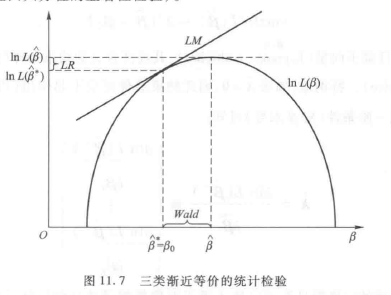 LM
ln L(β̂)
LR
ln L(β̂*)
ln L(β)
Wald
O
β̂*=β₀
β̂
β
图 11.7 三类渐近等价的统计检验